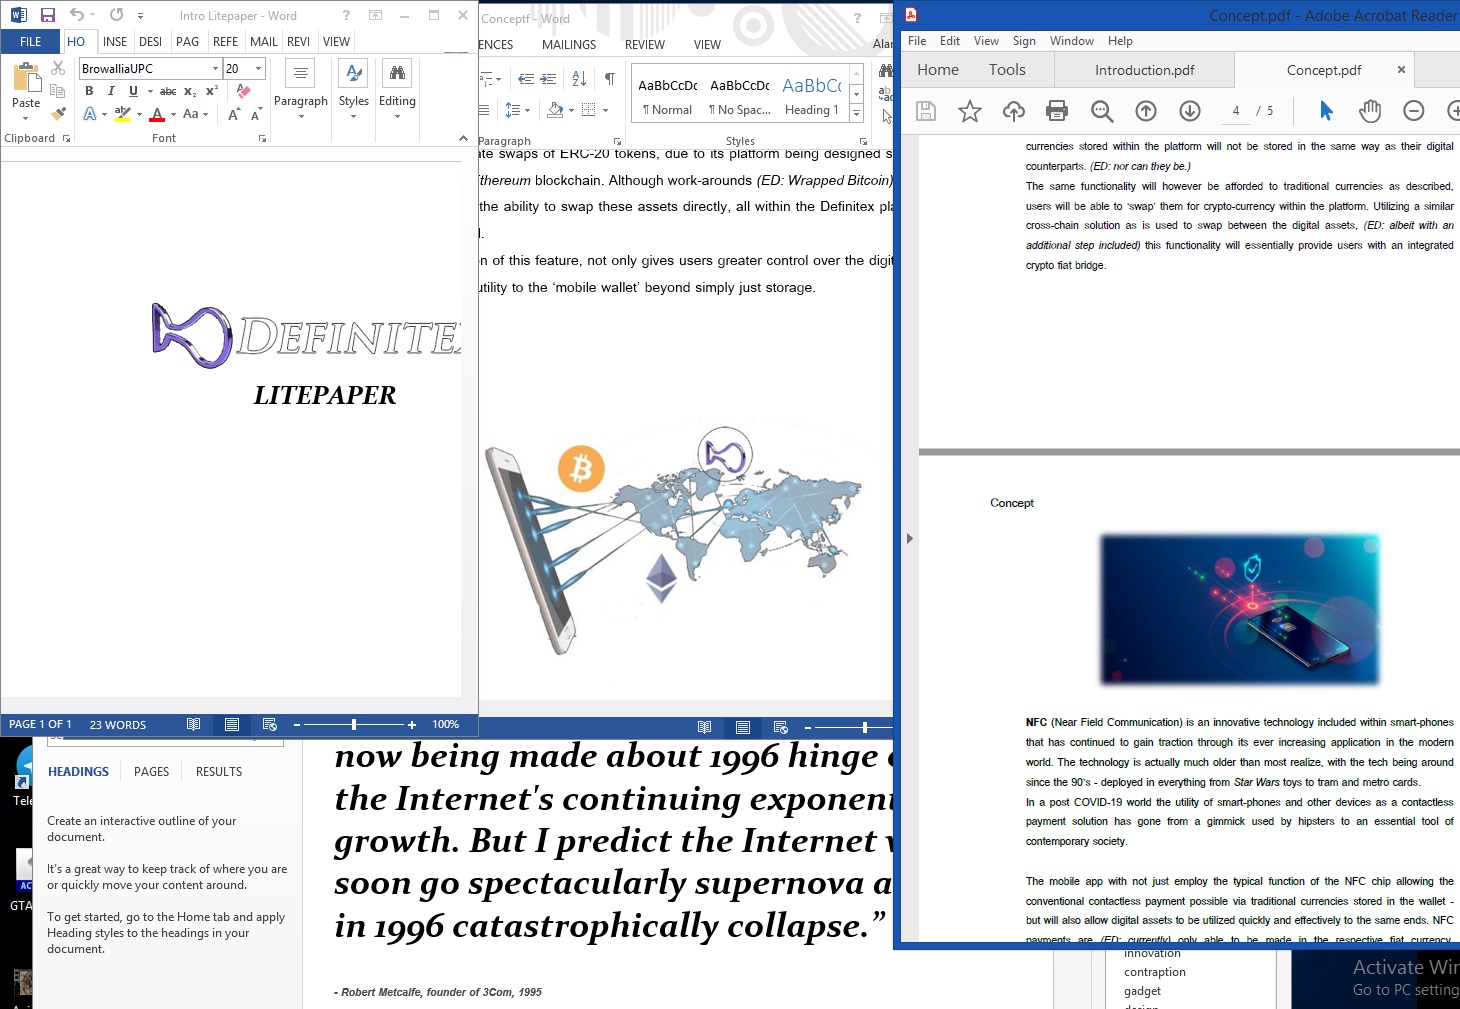 Intro Litepaper - Word
FILE HO INSE DESI PAG REFE MAIL REVI VIEW
BrowalliaUPC 20
Paste
B I U abc x₂ x²
A ab A Aa A A
Paragraph Styles Editing
Clipboard Font
DEFINITEX
LITEPAPER
PAGE 1 OF 1 23 WORDS 100%
Conceptf - Word
ENCES MAILINGS REVIEW VIEW Alan
AaBbCcDc AaBbCcDc AaBbCc
¶ Normal ¶ No Spac... Heading 1
Paragraph Styles
ate swaps of ERC-20 tokens, due to its platform being designed s
thereum blockchain. Although work-arounds (ED: Wrapped Bitcoin)
the ability to swap these assets directly, all within the Definitex pla
l.
n of this feature, not only gives users greater control over the digit
utility to the ‘mobile wallet’ beyond simply just storage.
Concept.pdf - Adobe Acrobat Reader
File Edit View Sign Window Help
Home Tools Introduction.pdf Concept.pdf ×
4 / 5
currencies stored within the platform will not be stored in the same way as their digital
counterparts. (ED: nor can they be.)
The same functionality will however be afforded to traditional currencies as described,
users will be able to ‘swap’ them for crypto-currency within the platform. Utilizing a similar
cross-chain solution as is used to swap between the digital assets, (ED: albeit with an
additional step included) this functionality will essentially provide users with an integrated
crypto fiat bridge.
Concept
NFC (Near Field Communication) is an innovative technology included within smart-phones
that has continued to gain traction through its ever increasing application in the modern
world. The technology is actually much older than most realize, with the tech being around
since the 90’s - deployed in everything from Star Wars toys to tram and metro cards.
In a post COVID-19 world the utility of smart-phones and other devices as a contactless
payment solution has gone from a gimmick used by hipsters to an essential tool of
contemporary society.
The mobile app with not just employ the typical function of the NFC chip allowing the
conventional contactless payment possible via traditional currencies stored in the wallet -
but will also allow digital assets to be utilized quickly and effectively to the same ends. NFC
payments are (ED: currently) only able to be made in the respective fiat currency,
HEADINGS PAGES RESULTS
Create an interactive outline of your
document.
It’s a great way to keep track of where you are
or quickly move your content around.
To get started, go to the Home tab and apply
Heading styles to the headings in your
document.
now being made about 1996 hinge
the Internet's continuing exponent
growth. But I predict the Internet
soon go spectacularly supernova a
in 1996 catastrophically collapse.”
- Robert Metcalfe, founder of 3Com, 1995
Tele
AC
GTA
innovation
contraption
gadget
design
Activate Win
Go to PC setting